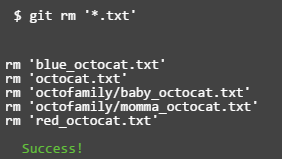 $ git rm '*.txt'
rm 'blue_octocat.txt'
rm 'octocat.txt'
rm 'octofamily/baby_octocat.txt'
rm 'octofamily/momma_octocat.txt'
rm 'red_octocat.txt'
Success!